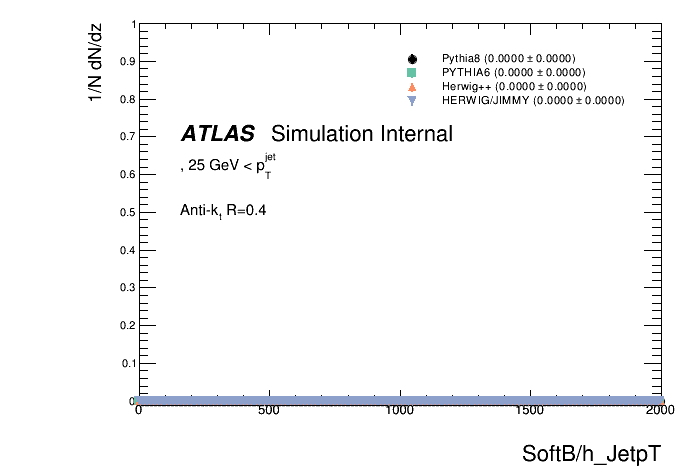 1/N dN/dz
1
0.9
0.8
0.7
0.6
0.5
0.4
0.3
0.2
0.1
0
Pythia8 (0.0000 ± 0.0000)
PYTHIA6 (0.0000 ± 0.0000)
Herwig++ (0.0000 ± 0.0000)
HERWIG/JIMMY (0.0000 ± 0.0000)
ATLAS Simulation Internal
, 25 GeV < p_T^jet
Anti-k_t R=0.4
0 500 1000 1500 2000
SoftB/h_JetpT